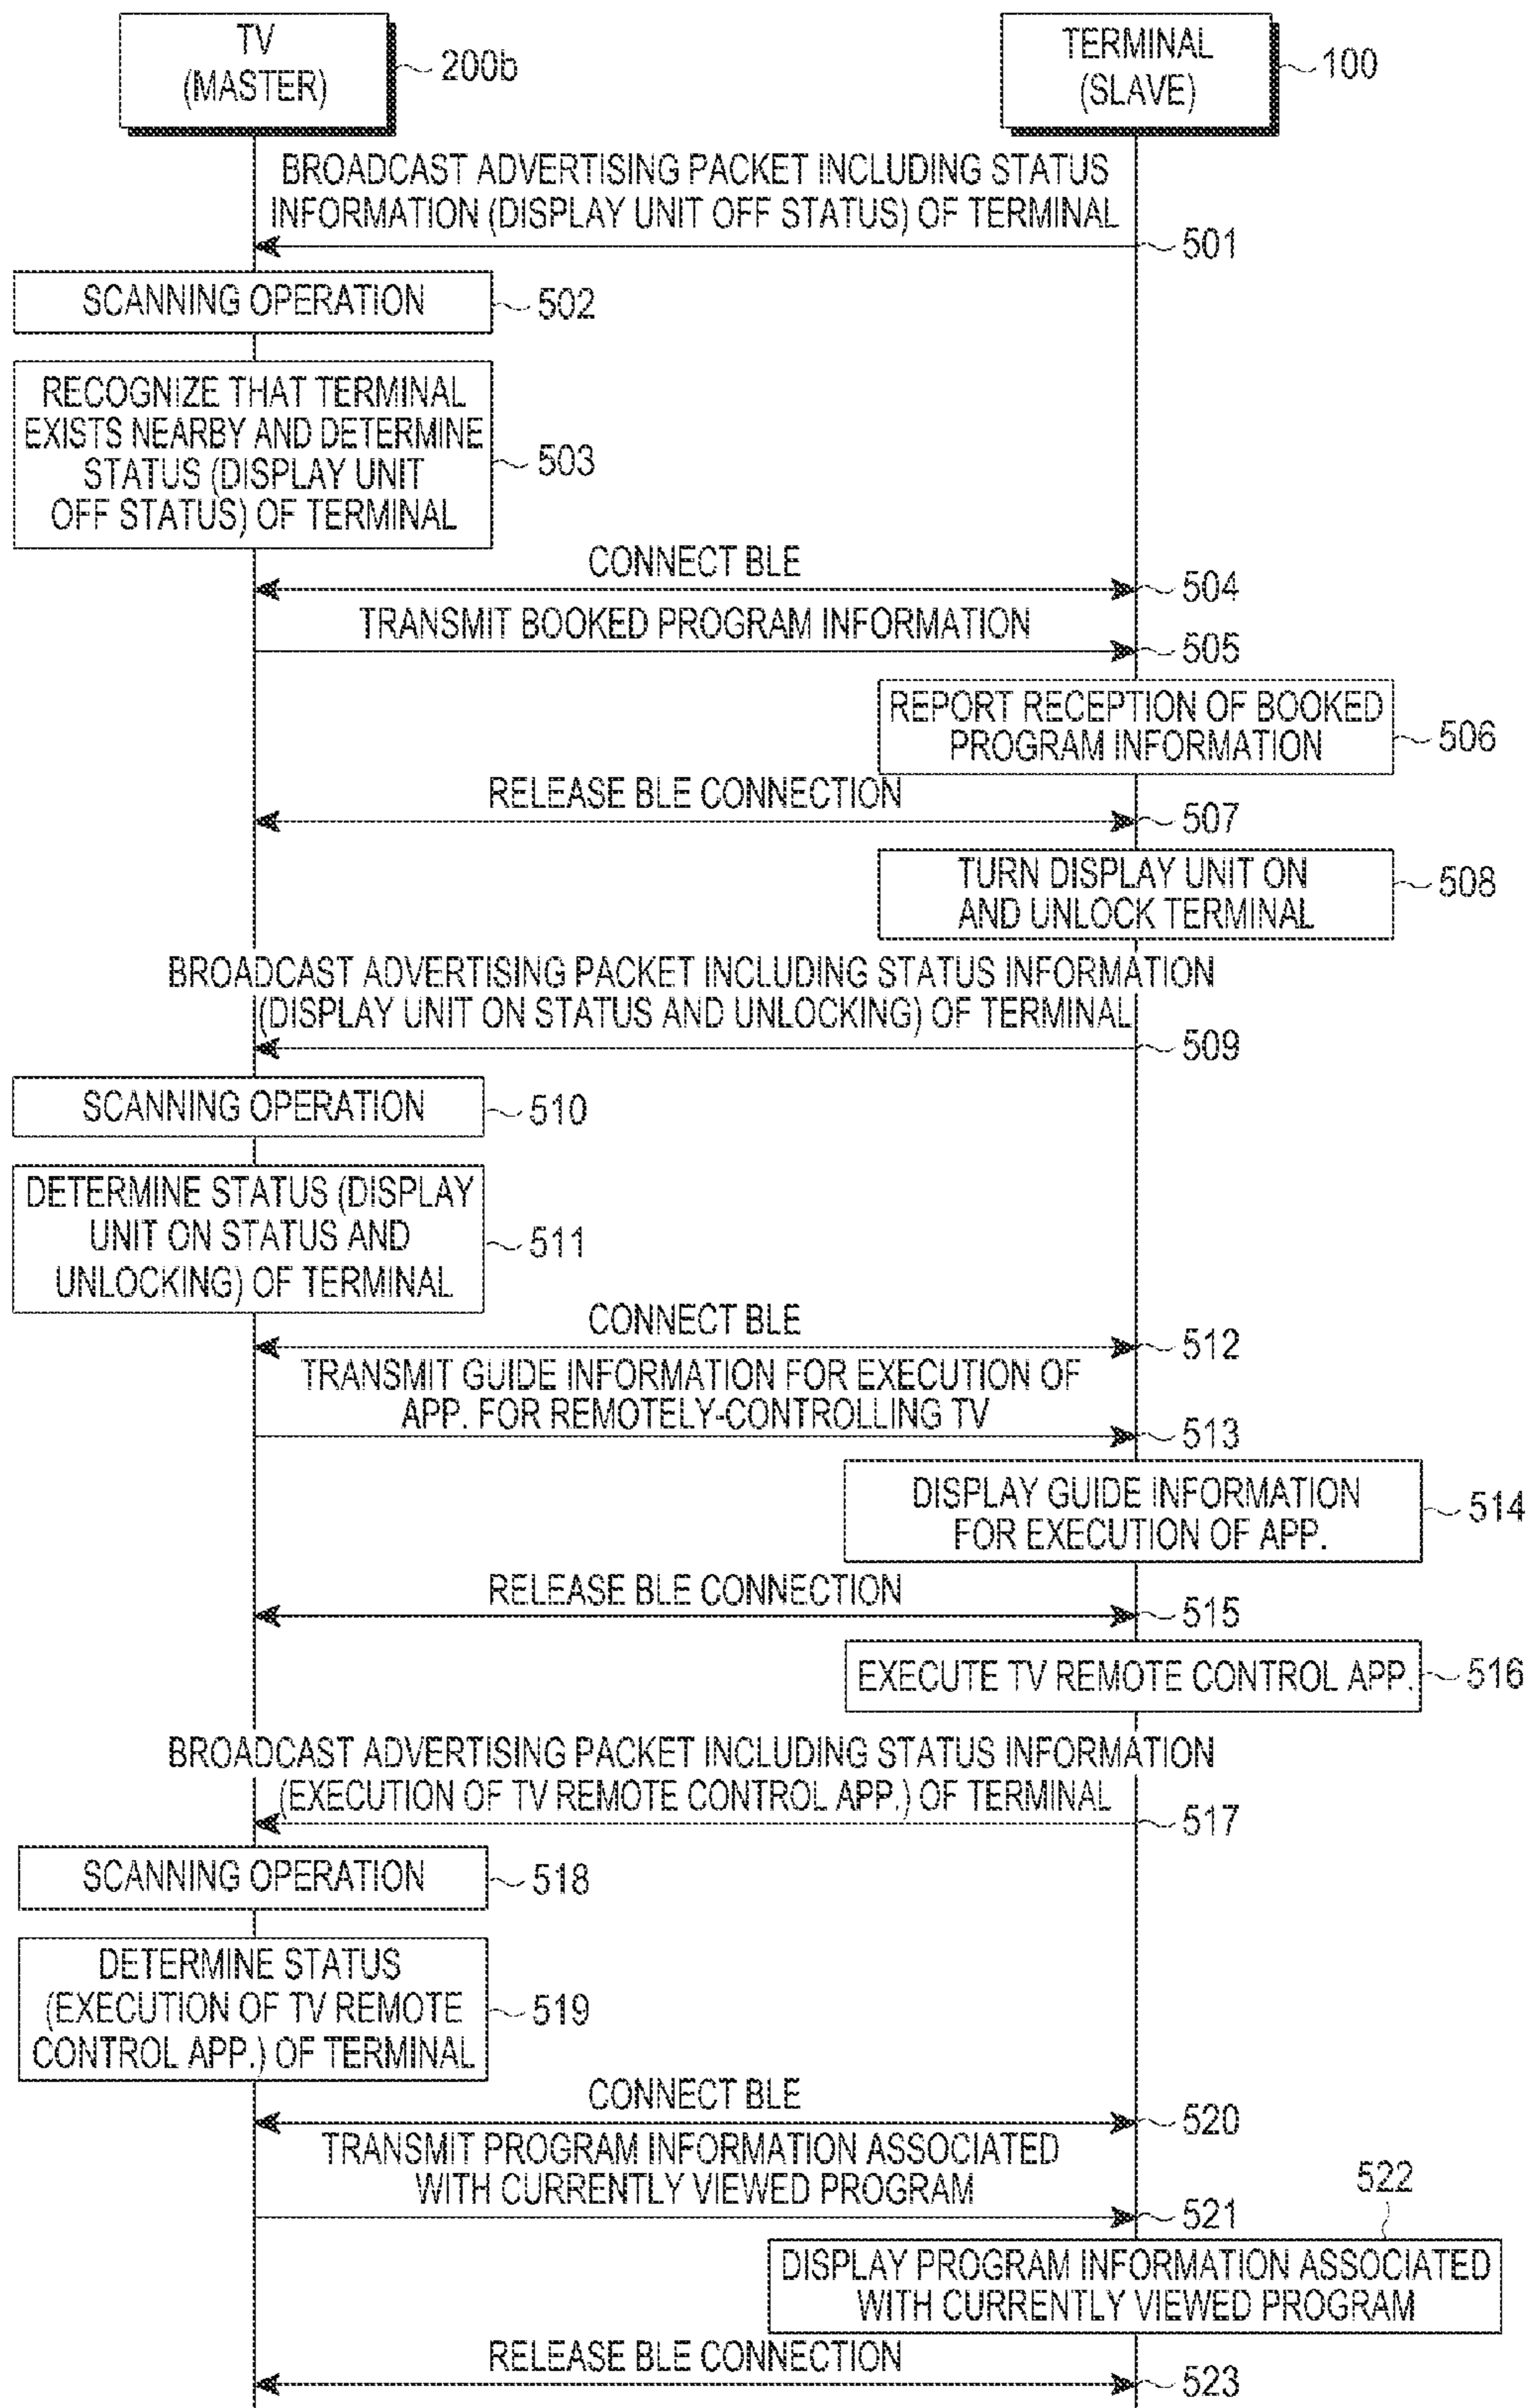 TV
(MASTER)
200b
TERMINAL
(SLAVE)
100
BROADCAST ADVERTISING PACKET INCLUDING STATUS
INFORMATION (DISPLAY UNIT OFF STATUS) OF TERMINAL
501
SCANNING OPERATION
502
RECOGNIZE THAT TERMINAL
EXISTS NEARBY AND DETERMINE
STATUS (DISPLAY UNIT
OFF STATUS) OF TERMINAL
503
CONNECT BLE
504
TRANSMIT BOOKED PROGRAM INFORMATION
505
REPORT RECEPTION OF BOOKED
PROGRAM INFORMATION
506
RELEASE BLE CONNECTION
507
TURN DISPLAY UNIT ON
AND UNLOCK TERMINAL
508
BROADCAST ADVERTISING PACKET INCLUDING STATUS INFORMATION
(DISPLAY UNIT ON STATUS AND UNLOCKING) OF TERMINAL
509
SCANNING OPERATION
510
DETERMINE STATUS (DISPLAY
UNIT ON STATUS AND
UNLOCKING) OF TERMINAL
511
CONNECT BLE
512
TRANSMIT GUIDE INFORMATION FOR EXECUTION OF
APP. FOR REMOTELY-CONTROLLING TV
513
DISPLAY GUIDE INFORMATION
FOR EXECUTION OF APP.
514
RELEASE BLE CONNECTION
515
EXECUTE TV REMOTE CONTROL APP.
516
BROADCAST ADVERTISING PACKET INCLUDING STATUS INFORMATION
(EXECUTION OF TV REMOTE CONTROL APP.) OF TERMINAL
517
SCANNING OPERATION
518
DETERMINE STATUS
(EXECUTION OF TV REMOTE
CONTROL APP.) OF TERMINAL
519
CONNECT BLE
520
TRANSMIT PROGRAM INFORMATION ASSOCIATED
WITH CURRENTLY VIEWED PROGRAM
521
522
DISPLAY PROGRAM INFORMATION ASSOCIATED
WITH CURRENTLY VIEWED PROGRAM
RELEASE BLE CONNECTION
523